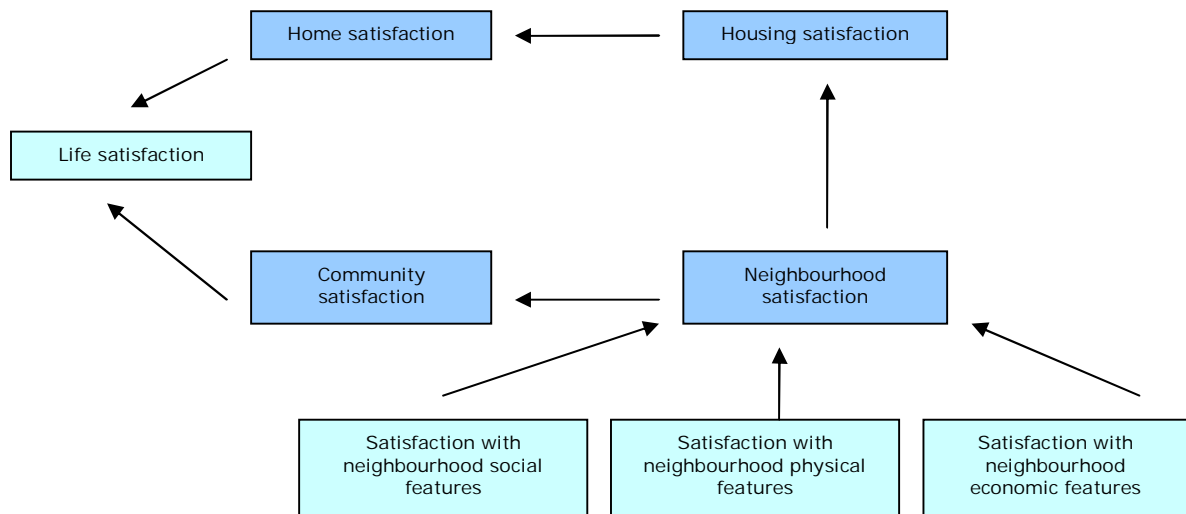 Home satisfaction
Housing satisfaction
Life satisfaction
Community
satisfaction
Neighbourhood
satisfaction
Satisfaction with
neighbourhood social
features
Satisfaction with
neighbourhood physical
features
Satisfaction with
neighbourhood
economic features